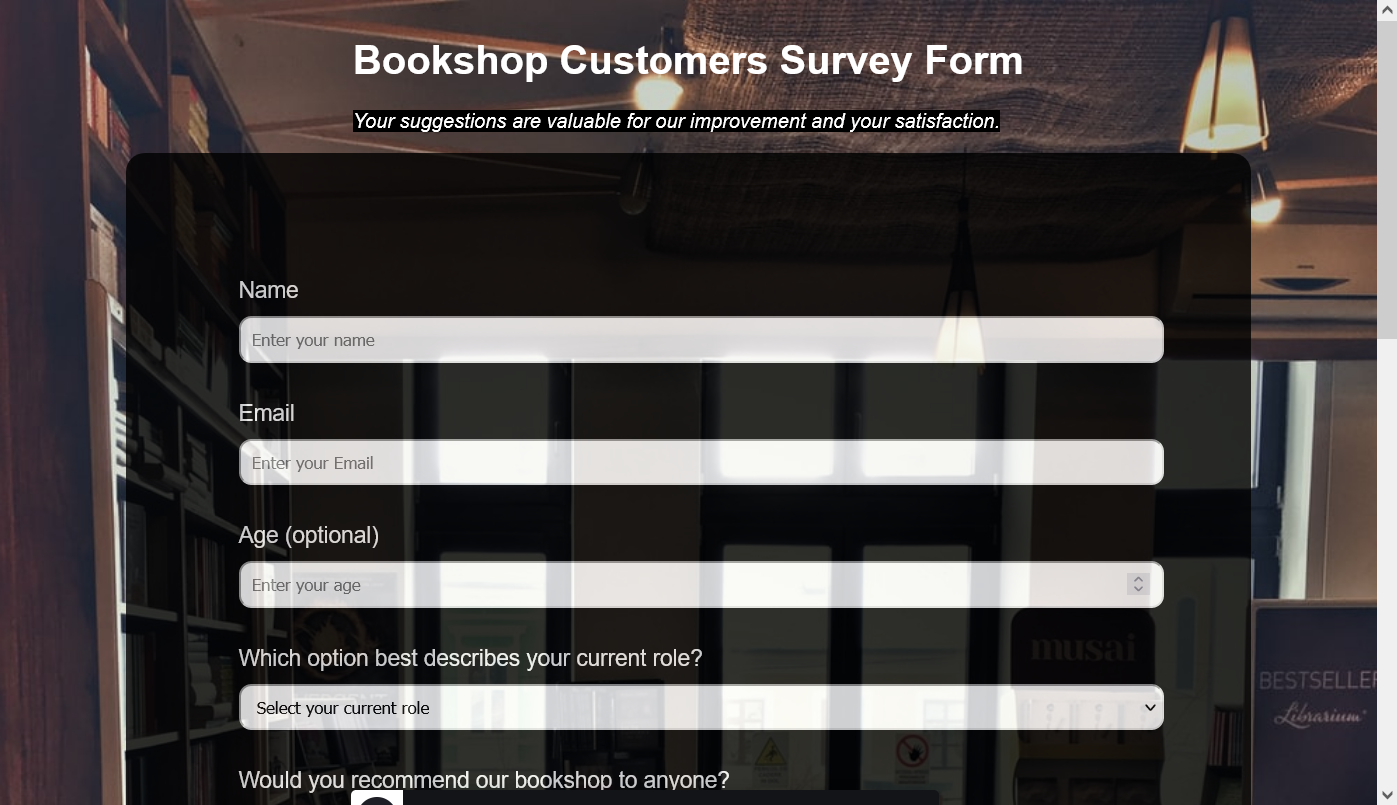 Bookshop Customers Survey Form
Your suggestions are valuable for our improvement and your satisfaction.
Name
Enter your name
Email
Enter your Email
Age (optional)
Enter your age
musai
Which option best describes your current role?
BESTSELLER
Librarium
Select your current role
Would you recommend our bookshop to anyone?